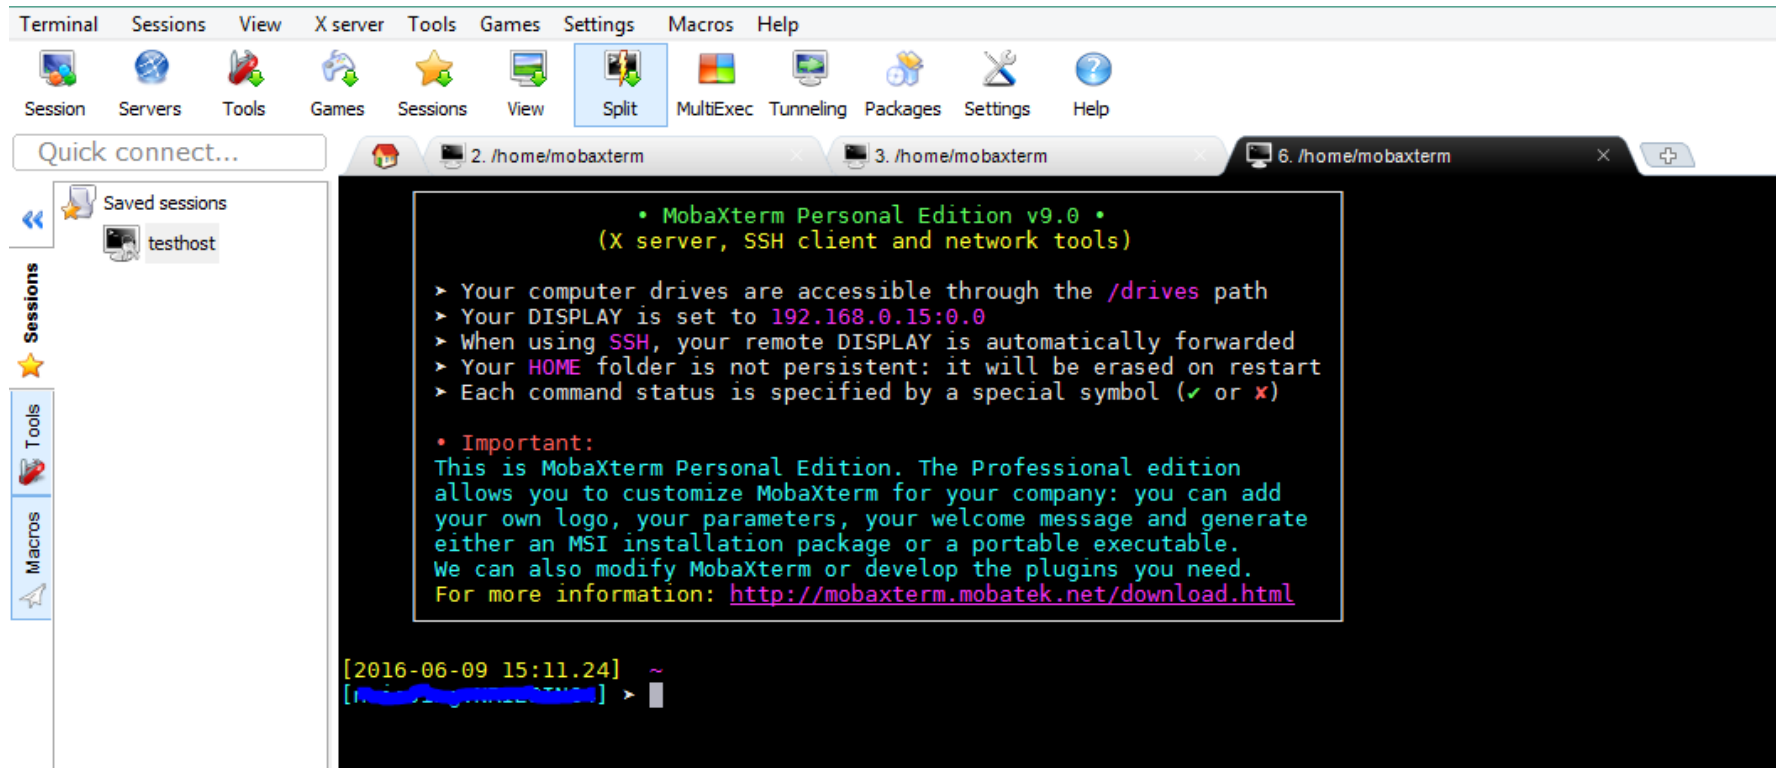 Terminal Sessions View X server Tools Games Settings Macros Help
Session Servers Tools Games Sessions View Split MultiExec Tunneling Packages Settings Help
Quick connect...
2. /home/mobaxterm
3. /home/mobaxterm
6. /home/mobaxterm
Saved sessions
testhost
Sessions
Tools
Macros
• MobaXterm Personal Edition v9.0 •
(X server, SSH client and network tools)
➤ Your computer drives are accessible through the /drives path
➤ Your DISPLAY is set to 192.168.0.15:0.0
➤ When using SSH, your remote DISPLAY is automatically forwarded
➤ Your HOME folder is not persistent: it will be erased on restart
➤ Each command status is specified by a special symbol (✔ or ✘)
• Important:
This is MobaXterm Personal Edition. The Professional edition
allows you to customize MobaXterm for your company: you can add
your own logo, your parameters, your welcome message and generate
either an MSI installation package or a portable executable.
We can also modify MobaXterm or develop the plugins you need.
For more information: http://mobaxterm.mobatek.net/download.html
[2016-06-09 15:11.24] ~
[ ] ➤